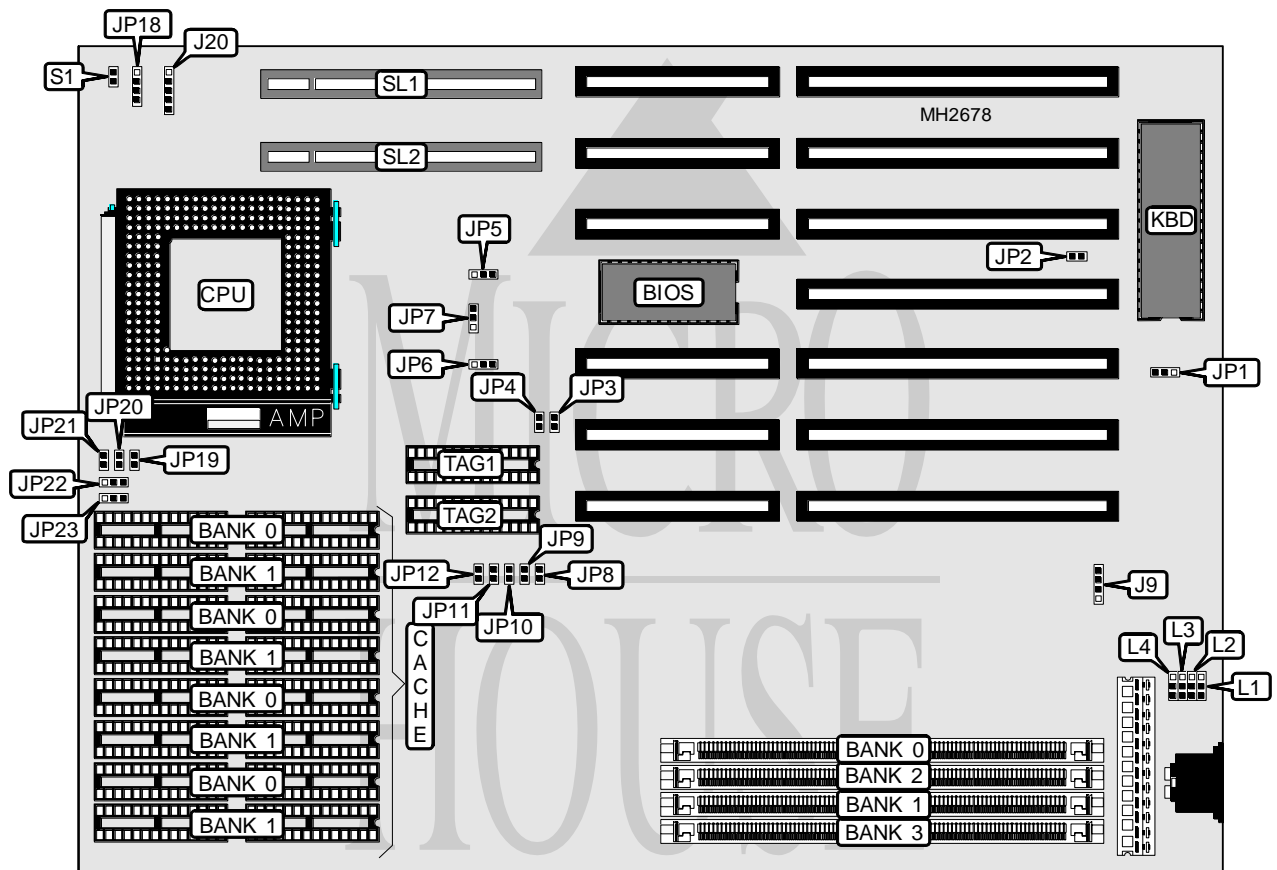 JP18
J20
S1
SL1
MH2678
SL2
KBD
JP5
JP2
CPU
BIOS
JP7
JP6
JP1
JP4
JP3
AMP
JP20
JP21
JP19
TAG1
JP22
TAG2
JP23
BANK 0
JP9
BANK 1
JP12
JP8
JP11
J9
BANK 0
JP10
CACHE
BANK 1
L3
L4
L2
BANK 0
L1
BANK 1
BANK 0
BANK 0
BANK 2
BANK 1
BANK 1
BANK 3
MICRO
HOUSE